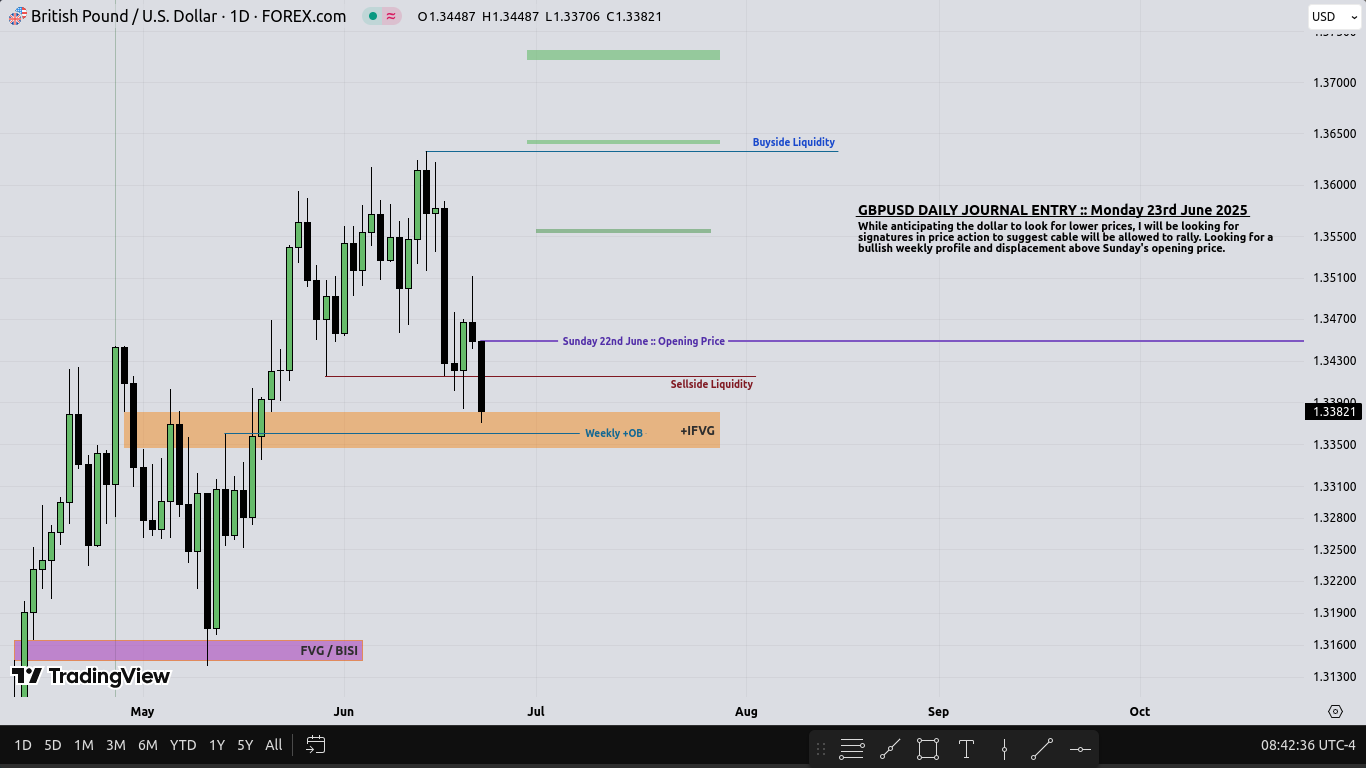 British Pound / U.S. Dollar · 1D · FOREX.com
O1.34487 H1.34487 L1.33706 C1.33821
USD
1.37000
Buyside Liquidity
1.36500
1.36000
GBPUSD DAILY JOURNAL ENTRY :: Monday 23rd June 2025
While anticipating the dollar to look for lower prices, I will be looking for
signatures in price action to suggest cable will be allowed to rally. Looking for a
bullish weekly profile and displacement above Sunday's opening price.
1.35500
1.35100
1.34700
Sunday 22nd June :: Opening Price
1.34300
Sellside Liquidity
1.33821
+IFVG
Weekly +OB
1.33500
1.33100
1.32800
1.32500
1.32200
1.31900
1.31600
FVG / BISI
TradingView
1.31300
May Jun Jul Aug Sep Oct
1D 5D 1M 3M 6M YTD 1Y 5Y All
08:42:36 UTC-4